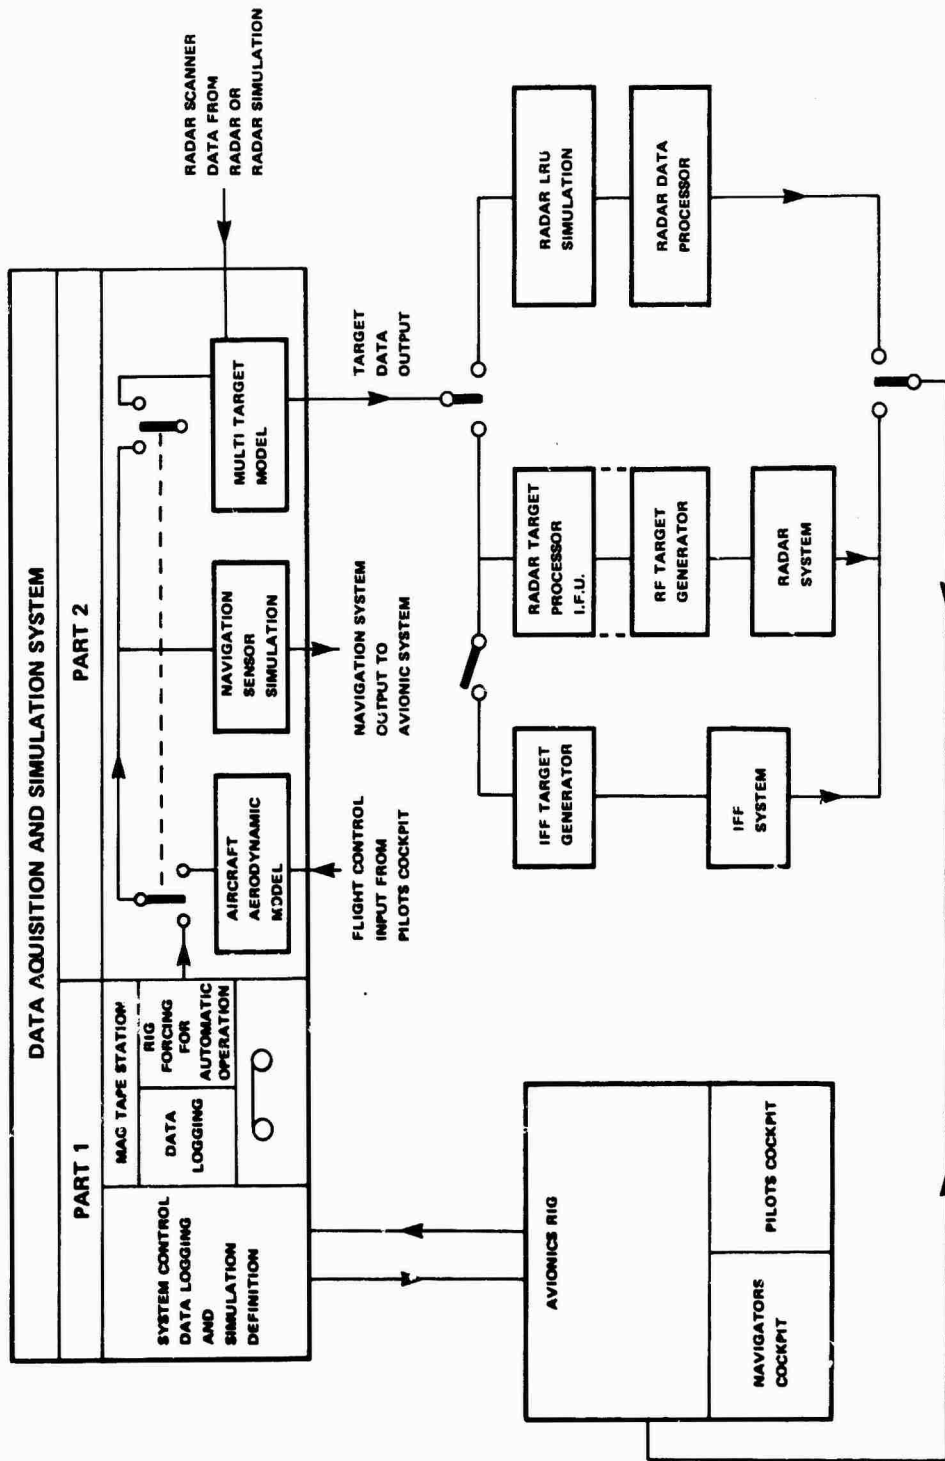 DATA AQUISITION AND SIMULATION SYSTEM
PART 1
PART 2
SYSTEM CONTROL
DATA LOGGING
AND
SIMULATION
DEFINITION
MAG TAPE STATION
DATA
LOGGING
RIG
FORCING
FOR
AUTOMATIC
OPERATION
AIRCRAFT
AERODYNAMIC
MODEL
NAVIGATION
SENSOR
SIMULATION
MULTI TARGET
MODEL
RADAR SCANNER
DATA FROM
RADAR OR
RADAR SIMULATION
FLIGHT CONTROL
INPUT FROM
PILOTS COCKPIT
NAVIGATION SYSTEM
OUTPUT TO
AVIONIC SYSTEM
TARGET
DATA
OUTPUT
AVIONICS RIG
NAVIGATORS
COCKPIT
PILOTS COCKPIT
IFF TARGET
GENERATOR
IFF
SYSTEM
RADAR TARGET
PROCESSOR
I.F.U.
RF TARGET
GENERATOR
RADAR
SYSTEM
RADAR LRU
SIMULATION
RADAR DATA
PROCESSOR